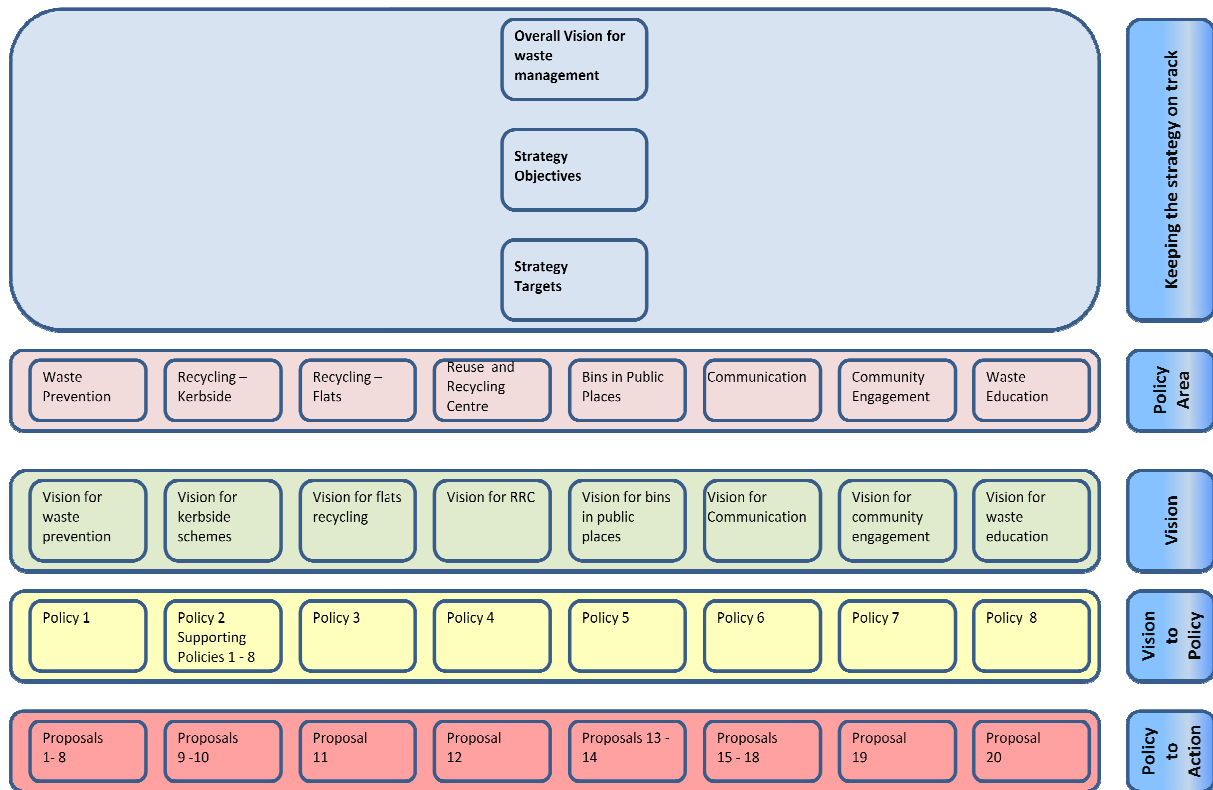 Overall Vision for
waste
management
Strategy
Objectives
Strategy
Targets
Keeping the strategy on track
Waste
Prevention
Recycling –
Kerbside
Recycling –
Flats
Reuse and
Recycling
Centre
Bins in Public
Places
Communication
Community
Engagement
Waste
Education
Policy
Area
Vision for
waste
prevention
Vision for
kerbside
schemes
Vision for flats
recycling
Vision for RRC
Vision for bins
in public
places
Vision for
Communication
Vision for
community
engagement
Vision for
waste
education
Vision
Policy 1
Policy 2
Supporting
Policies 1 - 8
Policy 3
Policy 4
Policy 5
Policy 6
Policy 7
Policy 8
Vision
to
Policy
Proposals
1- 8
Proposals
9 -10
Proposal
11
Proposal
12
Proposals 13 -
14
Proposals
15 - 18
Proposal
19
Proposal
20
Policy
to
Action